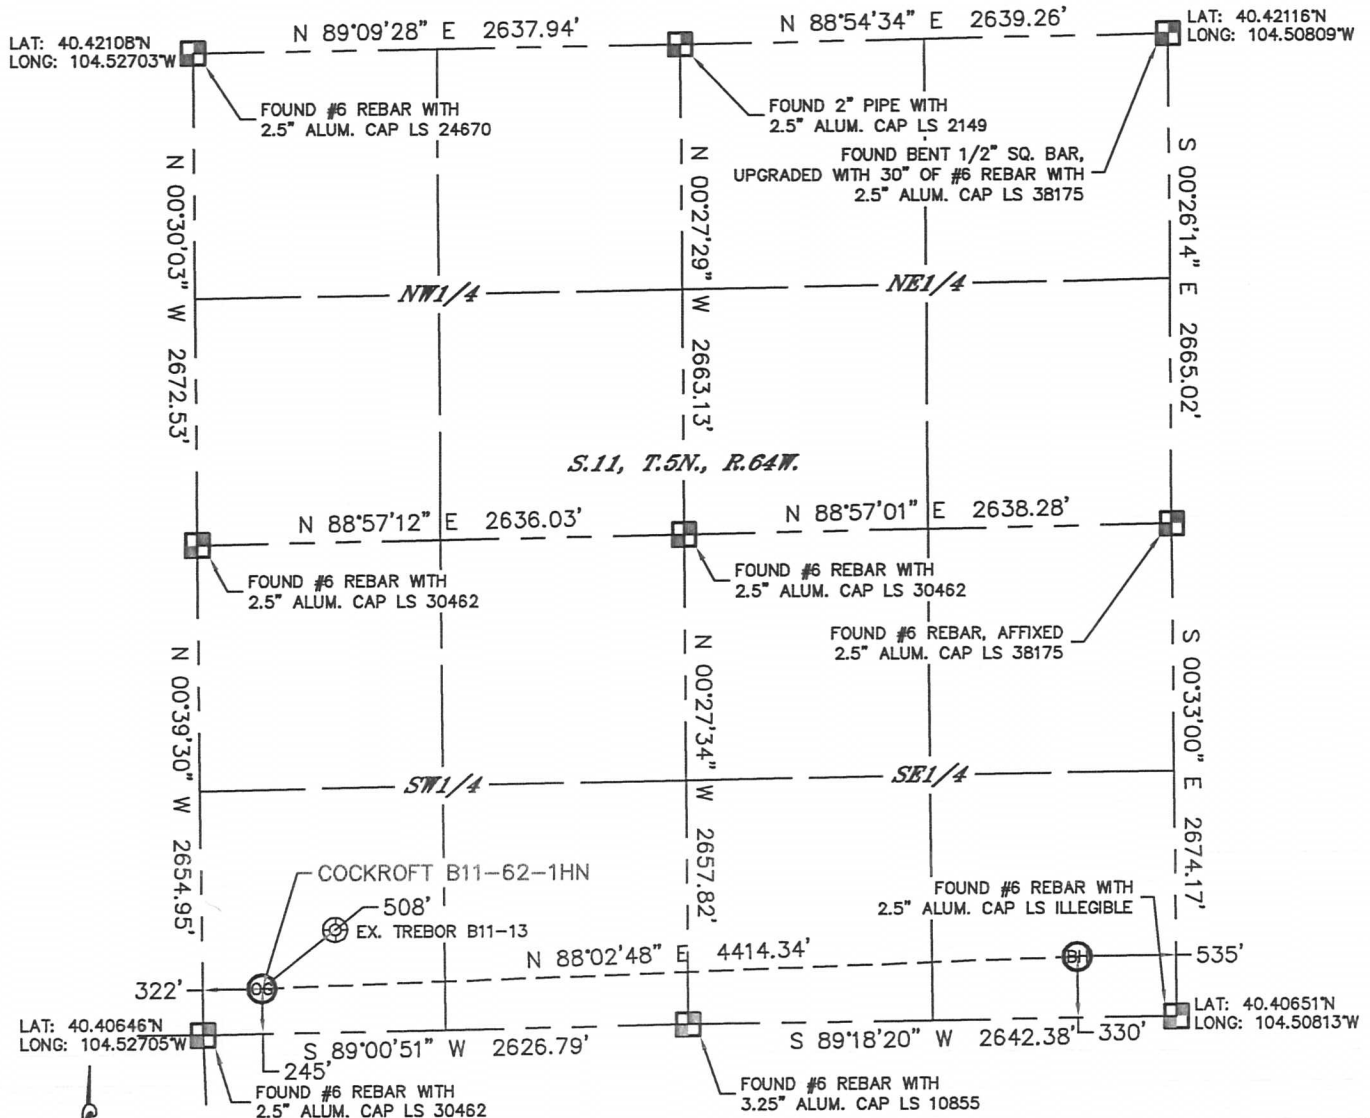 N 89°09'28" E 2637.94'
N 88°54'34" E 2639.26'
LAT: 40.42108°N
LONG: 104.52703°W
LAT: 40.42116°N
LONG: 104.50809°W
FOUND #6 REBAR WITH
2.5" ALUM. CAP LS 24670
FOUND 2" PIPE WITH
2.5" ALUM. CAP LS 2149
FOUND BENT 1/2" SQ. BAR,
UPGRADED WITH 30" OF #6 REBAR WITH
2.5" ALUM. CAP LS 38175
N 00°30'03" W 2672.53'
N 00°27'29" W 2663.13'
S 00°26'14" E 2665.02'
NW1/4
NE1/4
S.11, T.5N., R.64W.
N 88°57'12" E 2636.03'
N 88°57'01" E 2638.28'
FOUND #6 REBAR WITH
2.5" ALUM. CAP LS 30462
FOUND #6 REBAR WITH
2.5" ALUM. CAP LS 30462
FOUND #6 REBAR, AFFIXED
2.5" ALUM. CAP LS 38175
N 00°39'30" W 2654.95'
N 00°27'34" W 2657.82'
S 00°33'00" E 2674.17'
SW1/4
SE1/4
COCKROFT B11-62-1HN
508'
EX. TREBOR B11-13
FOUND #6 REBAR WITH
2.5" ALUM. CAP LS ILLEGIBLE
N 88°02'48" E 4414.34'
BH
535'
322'
OG
LAT: 40.40646°N
LONG: 104.52705°W
LAT: 40.40651°N
LONG: 104.50813°W
S 89°00'51" W 2626.79'
S 89°18'20" W 2642.38'
330'
245'
FOUND #6 REBAR WITH
2.5" ALUM. CAP LS 30462
FOUND #6 REBAR WITH
3.25" ALUM. CAP LS 10855